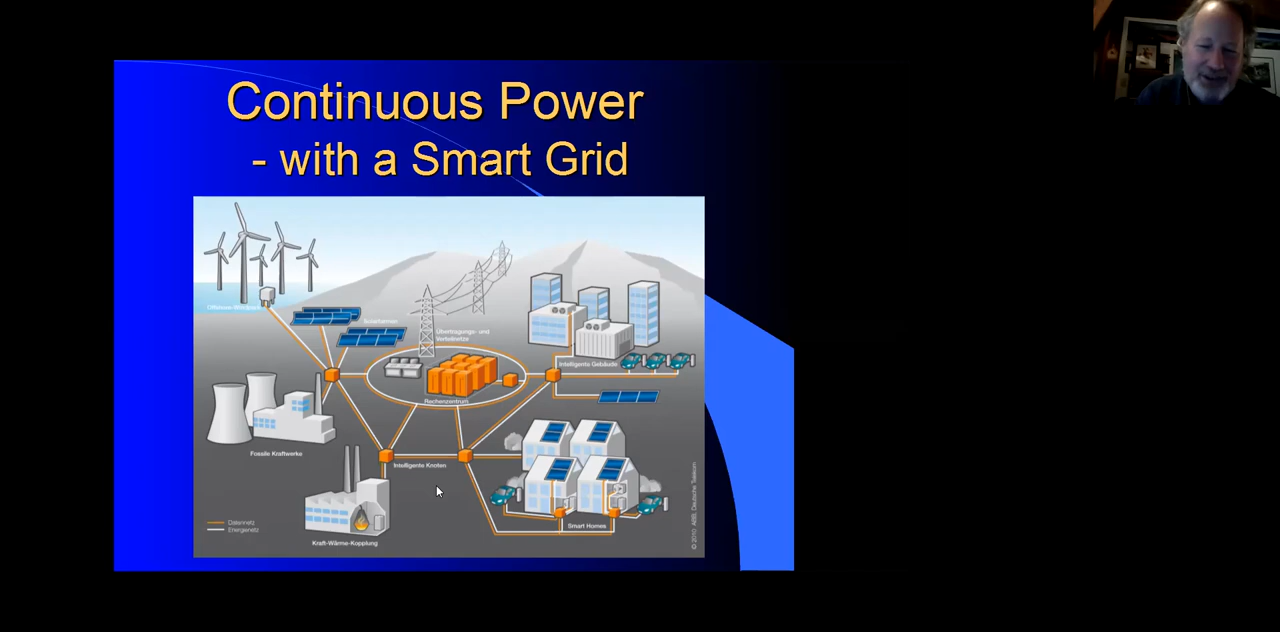 Continuous Power
- with a Smart Grid
Offshore-Windpark
Solarfarmen
Übertragungs- und
Verteilnetze
Intelligente Gebäude
Rechenzentrum
Fossile Kraftwerke
Intelligente Knoten
Datennetz
Energienetz
Smart Homes
Kraft-Wärme-Kopplung
© 2010 A&B, Deutsche Telekom